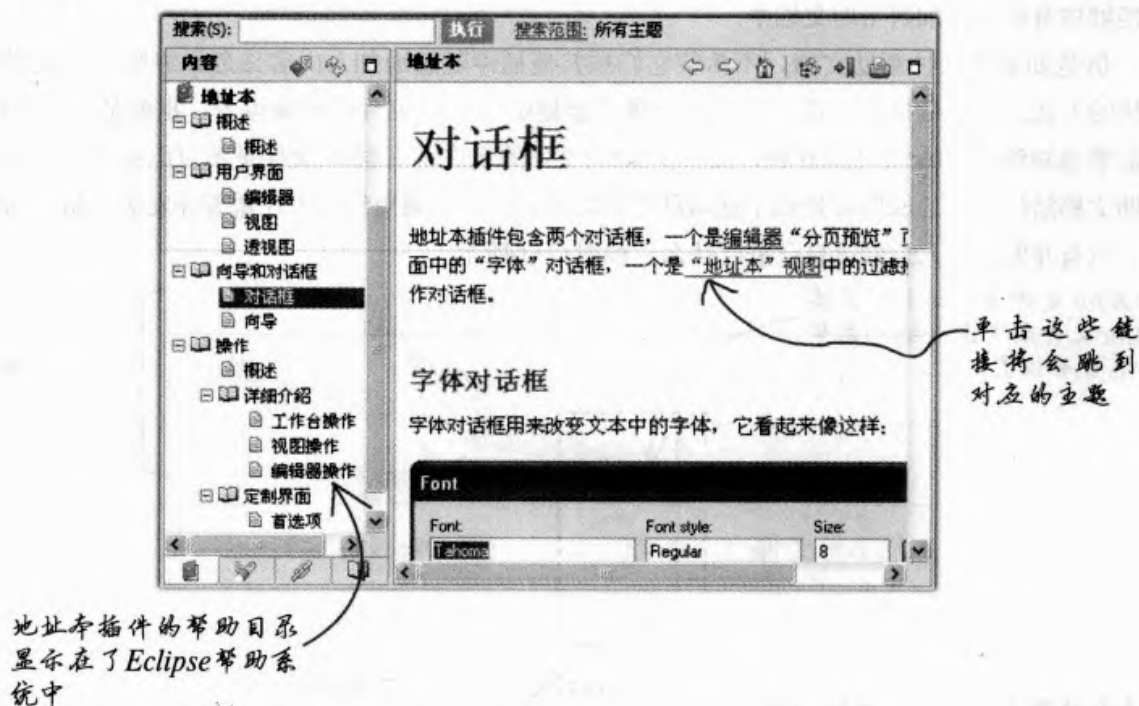 搜索(S):
执行
搜索范围: 所有主题
内容
地址本
地址本
概述
概述
用户界面
编辑器
视图
透视图
向导和对话框
对话框
向导
操作
概述
详细介绍
工作台操作
视图操作
编辑器操作
定制界面
首选项
对话框
地址本插件包含两个对话框，一个是编辑器“分页预览”
面中的“字体”对话框，一个是“地址本”视图中的过滤
作对话框。
字体对话框
字体对话框用来改变文本中的字体，它看起来像这样：
Font
Font:
Font style:
Size:
Tahoma
Regular
8
单击这些链
接将会跳到
对应的主题
地址本插件的帮助目录
显示在了Eclipse帮助系
统中